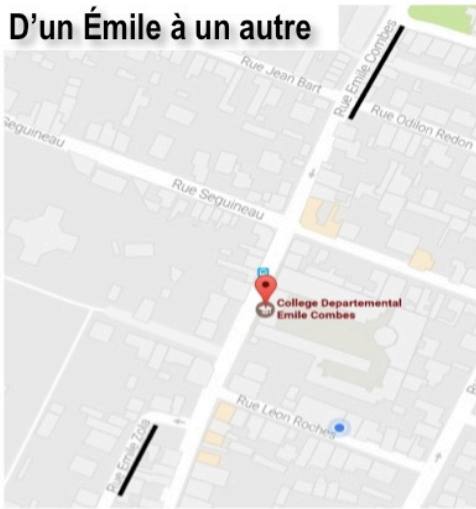 D'un Émile à un autre
Rue Jean Bart
Rue Emile Combes
Rue Odilon Redon
Seguineau
Rue Seguineau
College Departemental
Emile Combes
Rue Léon Roches
Rue Emile Zola